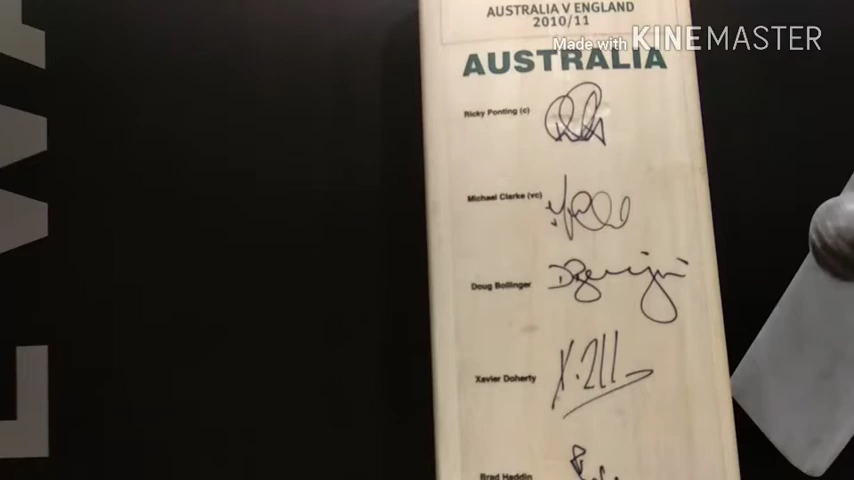 AUSTRALIA V ENGLAND
2010/11
Made with KINEMASTER
AUSTRALIA
Ricky Ponting (c)
Michael Clarke (vc)
Doug Bollinger
Xavier Doherty
Brad Haddin